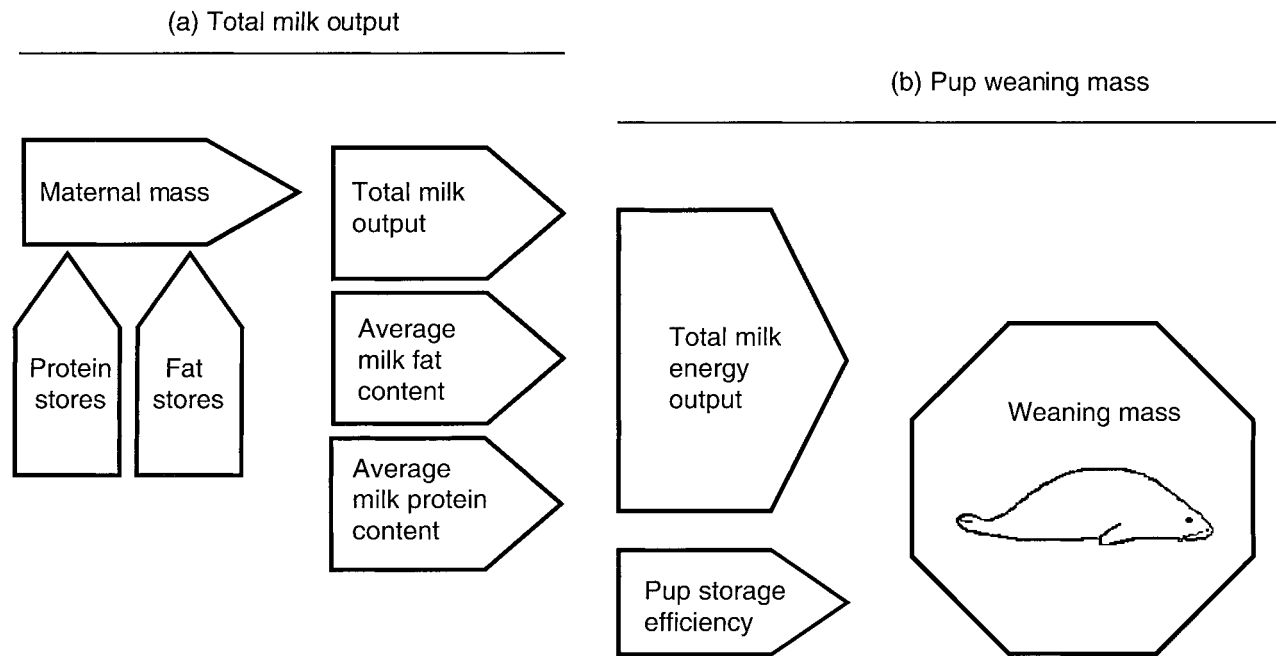 (a) Total milk output
(b) Pup weaning mass
Maternal mass
Protein
stores
Fat
stores
Total milk
output
Average
milk fat
content
Average
milk protein
content
Total milk
energy
output
Pup storage
efficiency
Weaning mass